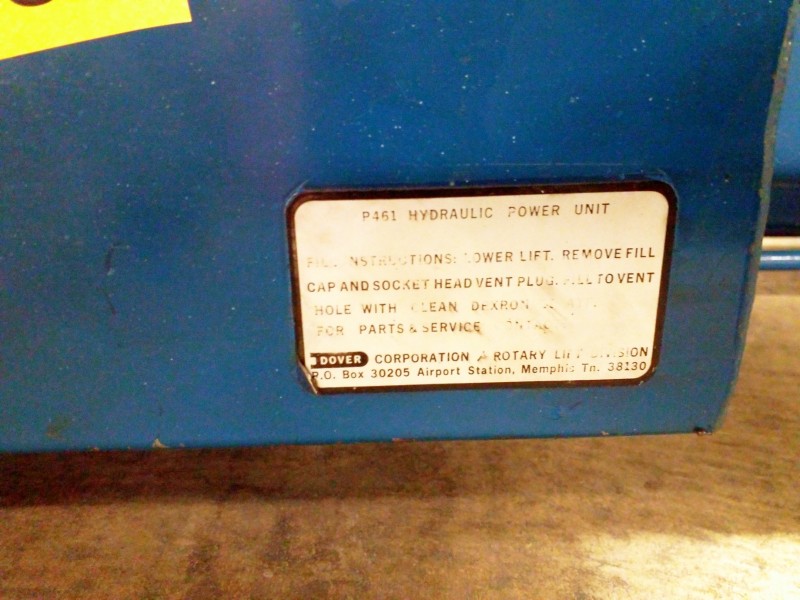 P461 HYDRAULIC POWER UNIT
FILL INSTRUCTIONS: LOWER LIFT. REMOVE FILL
CAP AND SOCKET HEAD VENT PLUG. FILL TO VENT
HOLE WITH CLEAN DEXRON
FOR PARTS & SERVICE
DOVER CORPORATION ROTARY LIFT DIVISION
P.O. Box 30205 Airport Station, Memphis Tn. 38130